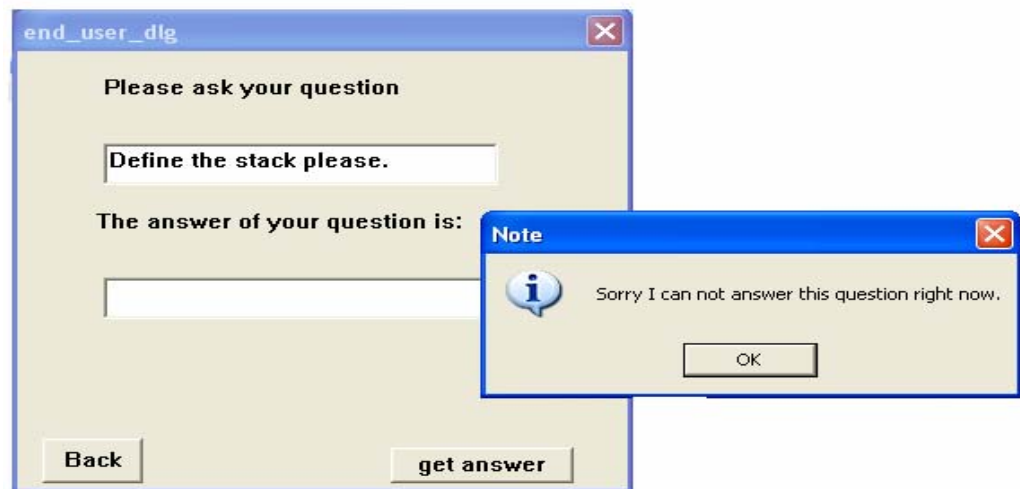 end_user_dlg
Please ask your question
Define the stack please.
The answer of your question is:
Note
Sorry I can not answer this question right now.
OK
Back
get answer